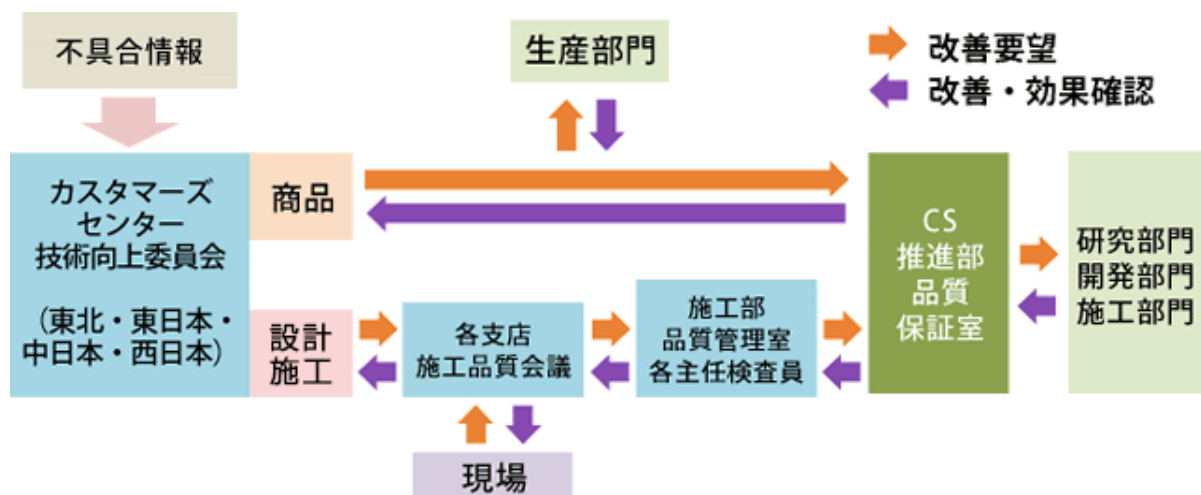 不具合情報
生産部門
改善要望
改善・効果確認
カスタマーズ
センター
技術向上委員会
（東北・東日本・
中日本・西日本）
商品
設計
施工
各支店
施工品質会議
施工部
品質管理室
各主任検査員
CS
推進部
品質
保証室
研究部門
開発部門
施工部門
現場